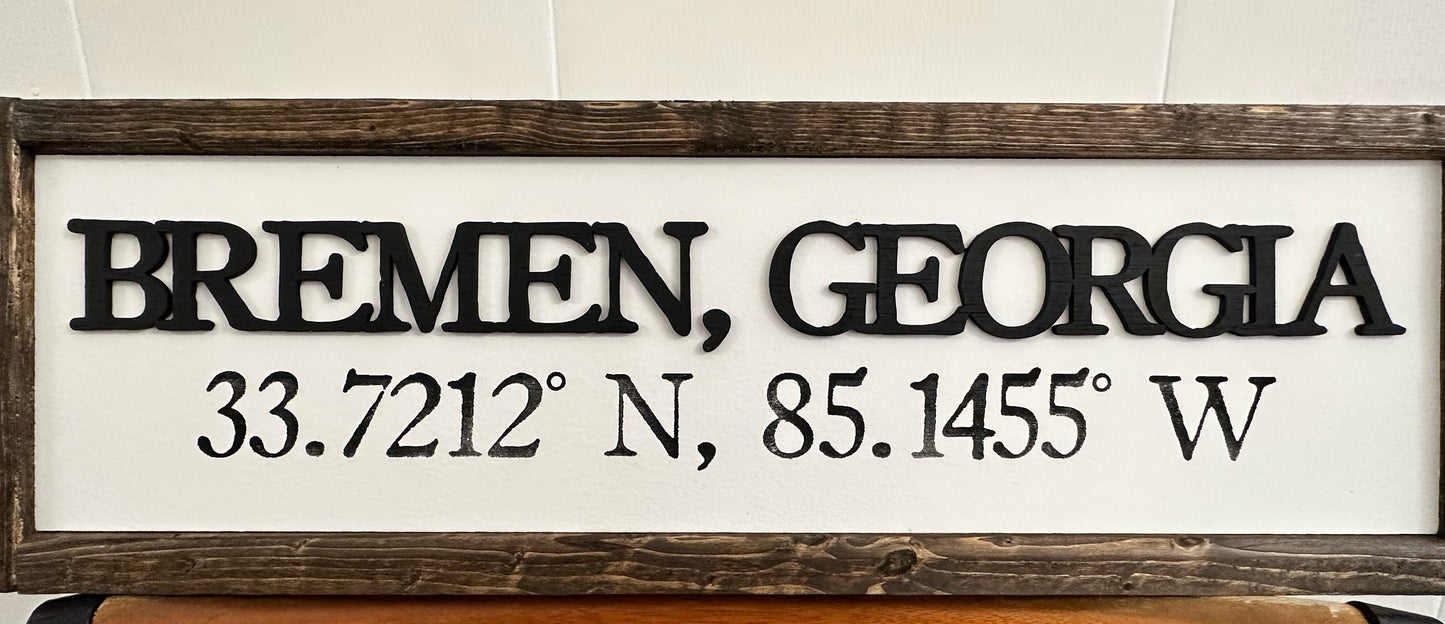 BREMEN, GEORGIA
33.7212° N, 85.1455° W